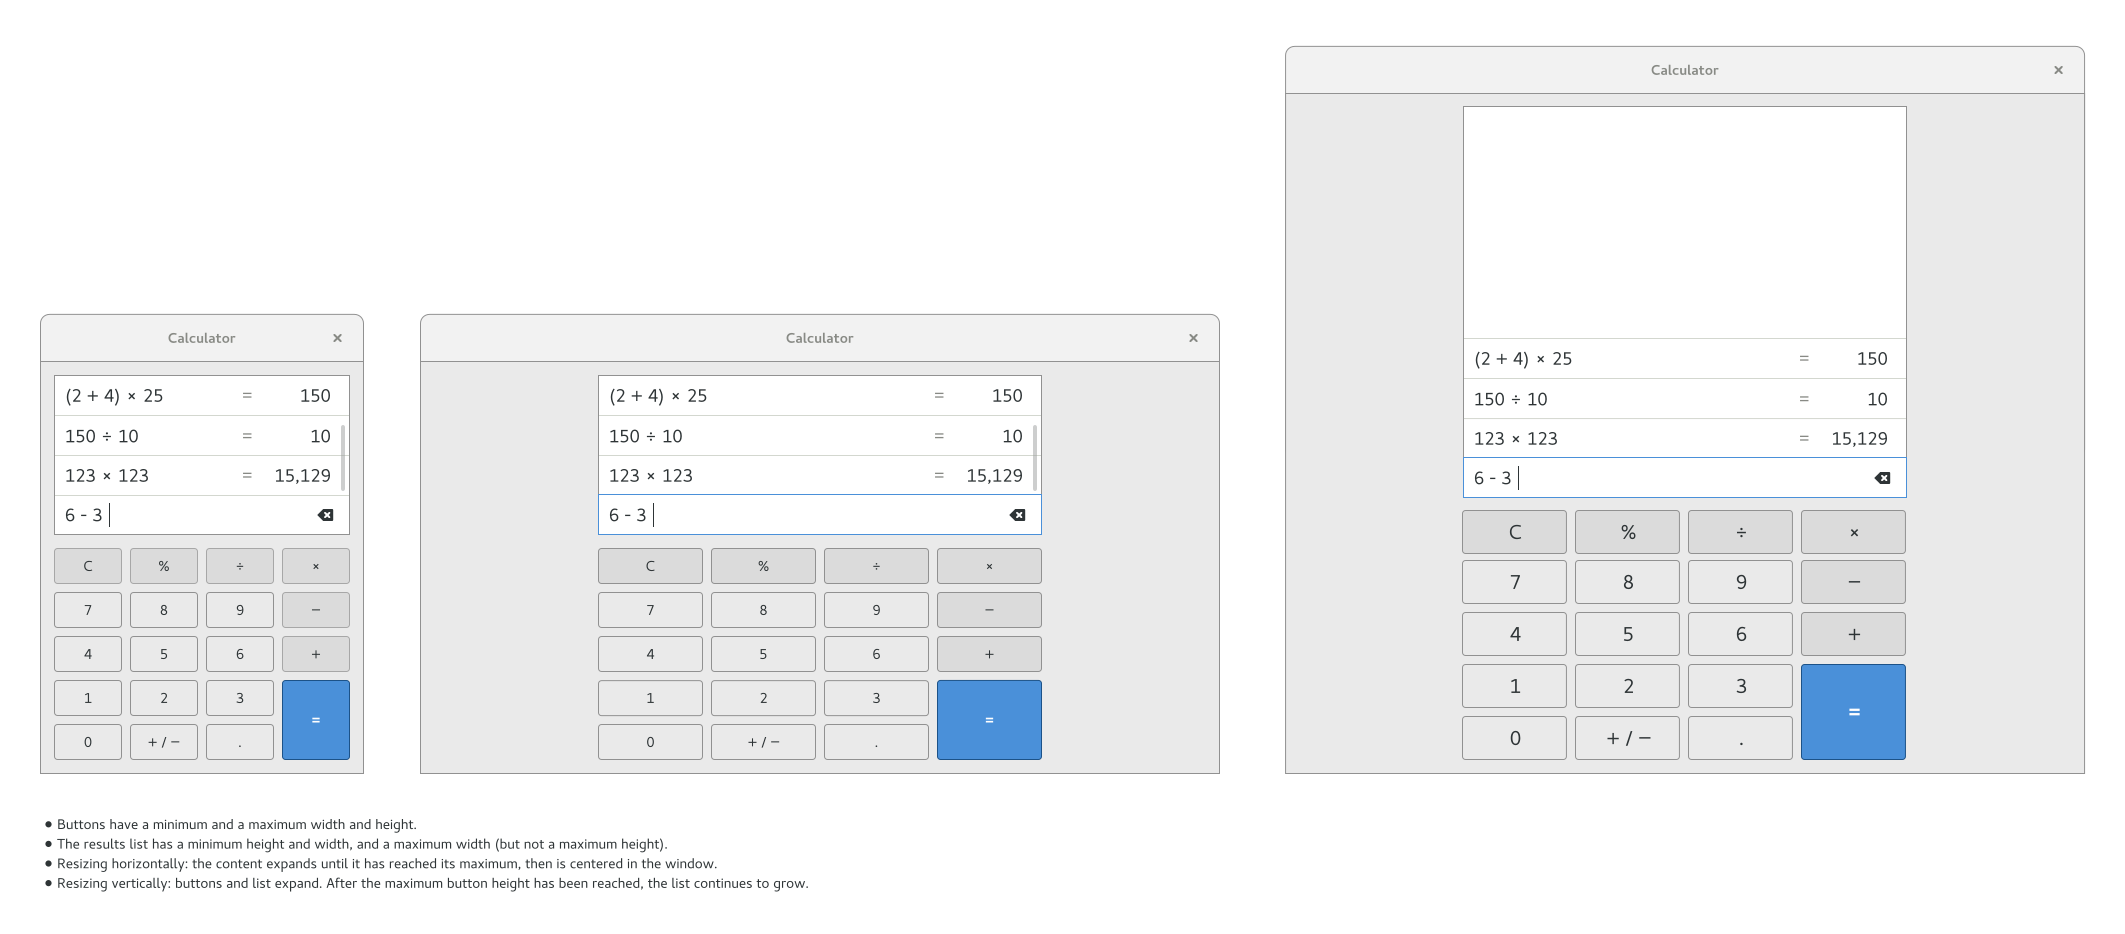 Calculator ×
(2 + 4) × 25 = 150
150 ÷ 10 = 10
123 × 123 = 15,129
6 - 3
C % ÷ ×
7 8 9 −
4 5 6 +
1 2 3
=
0 + / − .
Calculator ×
(2 + 4) × 25 = 150
150 ÷ 10 = 10
123 × 123 = 15,129
6 - 3
C % ÷ ×
7 8 9 −
4 5 6 +
1 2 3
=
0 + / − .
Calculator ×
(2 + 4) × 25 = 150
150 ÷ 10 = 10
123 × 123 = 15,129
6 - 3
C % ÷ ×
7 8 9 −
4 5 6 +
1 2 3
=
0 + / − .
• Buttons have a minimum and a maximum width and height.
• The results list has a minimum height and width, and a maximum width (but not a maximum height).
• Resizing horizontally: the content expands until it has reached its maximum, then is centered in the window.
• Resizing vertically: buttons and list expand. After the maximum button height has been reached, the list continues to grow.